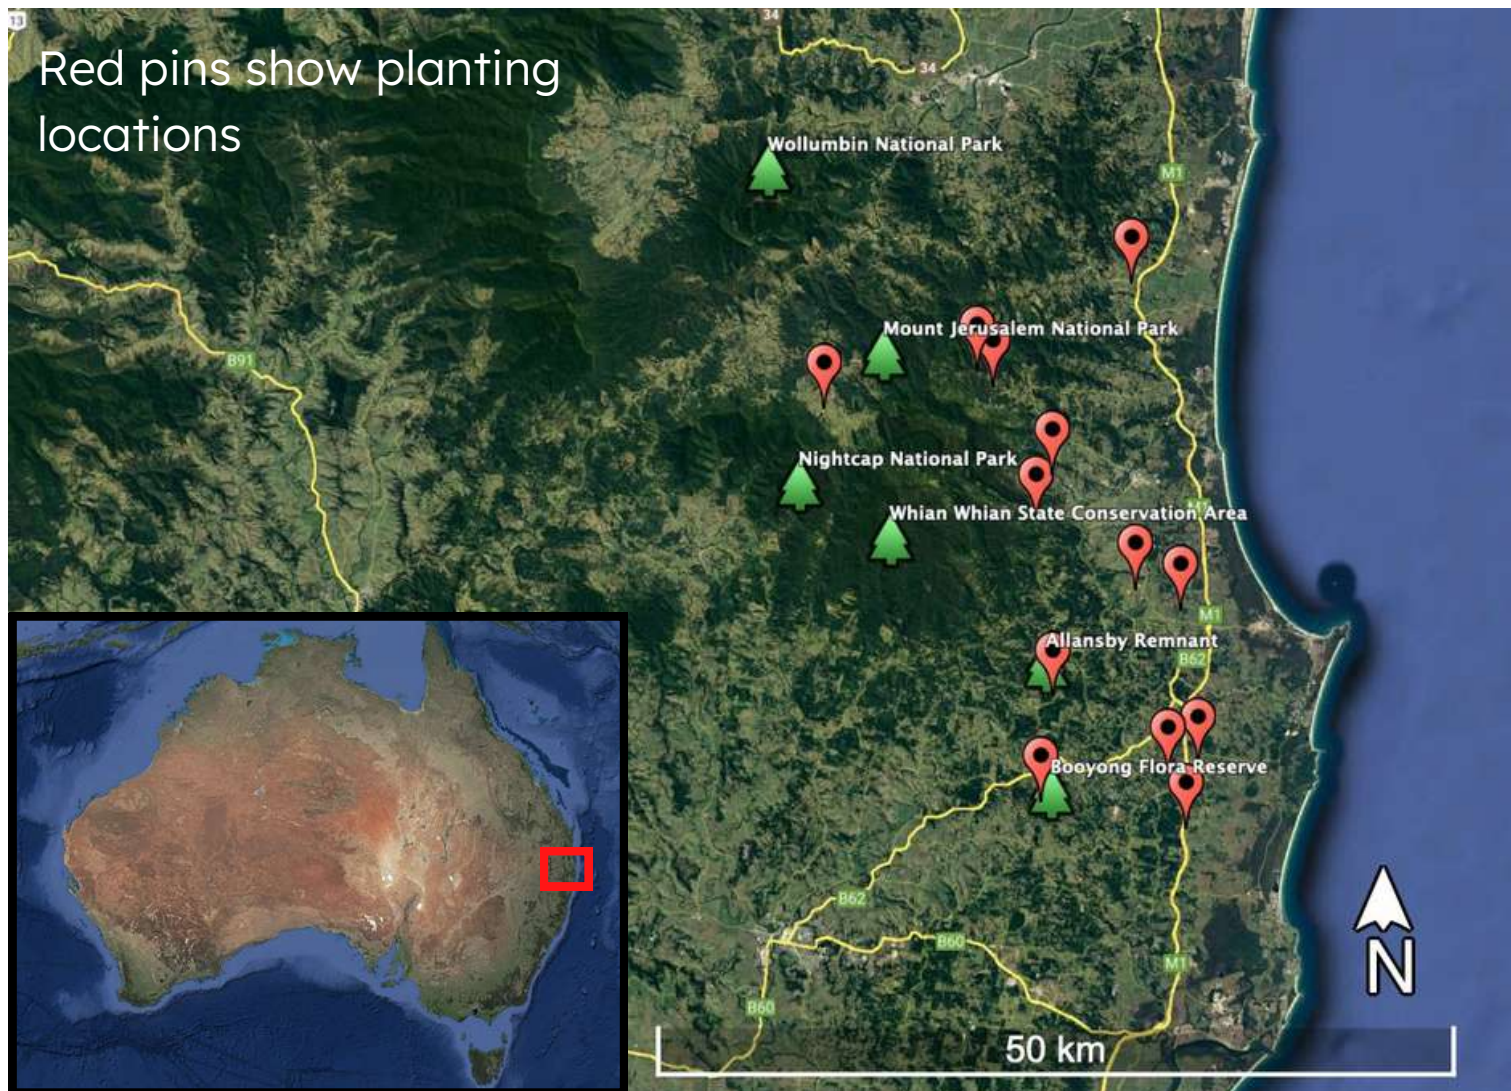 13
34
Red pins show planting
locations
34
Wollumbin National Park
M1
Mount Jerusalem National Park
B91
Nightcap National Park
Whian Whian State Conservation Area
M1
Allansby Remnant
B62
Booyong Flora Reserve
B62
B60
M1
B60
N
50 km